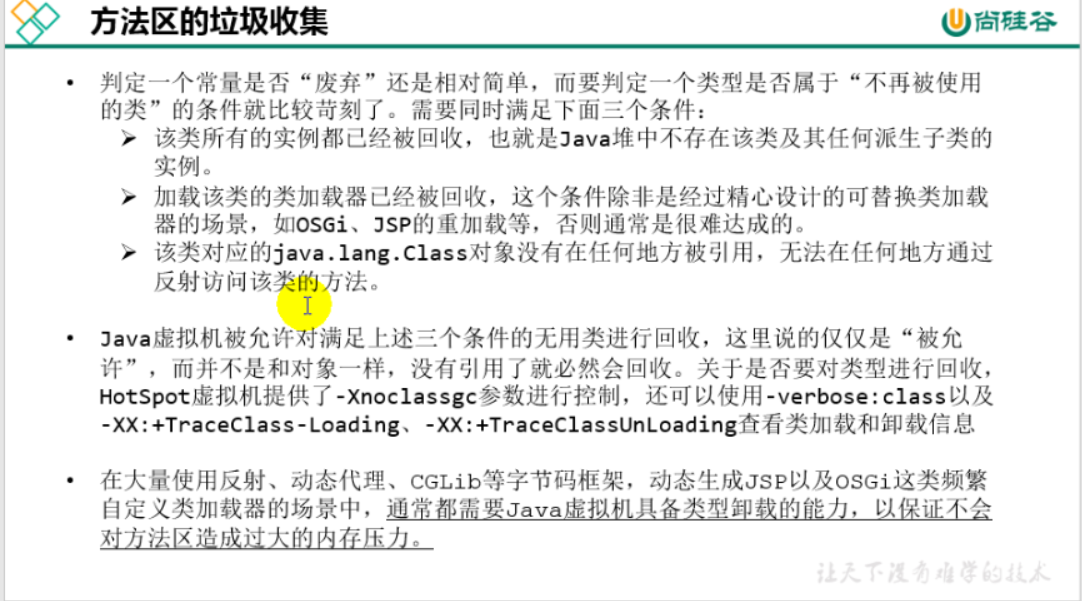 方法区的垃圾收集
尚硅谷
• 判定一个常量是否“废弃”还是相对简单，而要判定一个类型是否属于“不再被使用
的类”的条件就比较苛刻了。需要同时满足下面三个条件：
➤ 该类所有的实例都已经被回收，也就是Java堆中不存在该类及其任何派生子类的
实例。
➤ 加载该类的类加载器已经被回收，这个条件除非是经过精心设计的可替换类加载
器的场景，如OSGi、JSP的重加载等，否则通常是很难达成的。
➤ 该类对应的java.lang.Class对象没有在任何地方被引用，无法在任何地方通过
反射访问该类的方法。
• Java虚拟机被允许对满足上述三个条件的无用类进行回收，这里说的仅仅是“被允
许”，而并不是和对象一样，没有引用了就必然会回收。关于是否要对类型进行回收，
HotSpot虚拟机提供了-Xnoclassgc参数进行控制，还可以使用-verbose:class以及
-XX:+TraceClass-Loading、-XX:+TraceClassUnLoading查看类加载和卸载信息
• 在大量使用反射、动态代理、CGLib等字节码框架，动态生成JSP以及OSGi这类频繁
自定义类加载器的场景中，通常都需要Java虚拟机具备类型卸载的能力，以保证不会
对方法区造成过大的内存压力。
让天下没有难学的技术